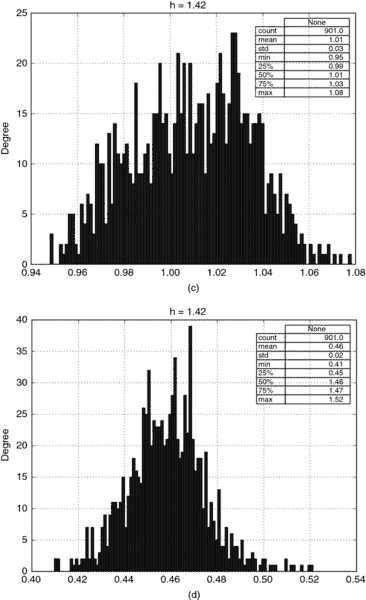 h = 1.42
None
count 901.0
mean 1.01
std 0.03
min 0.95
25% 0.99
50% 1.01
75% 1.03
max 1.08
Degree
25
20
15
10
5
0
0.94 0.96 0.98 1.00 1.02 1.04 1.06 1.08
(c)
h = 1.42
None
count 901.0
mean 0.46
std 0.02
min 0.41
25% 0.45
50% 1.46
75% 1.47
max 1.52
Degree
40
35
30
25
20
15
10
5
0
0.40 0.42 0.44 0.46 0.48 0.50 0.52 0.54
(d)